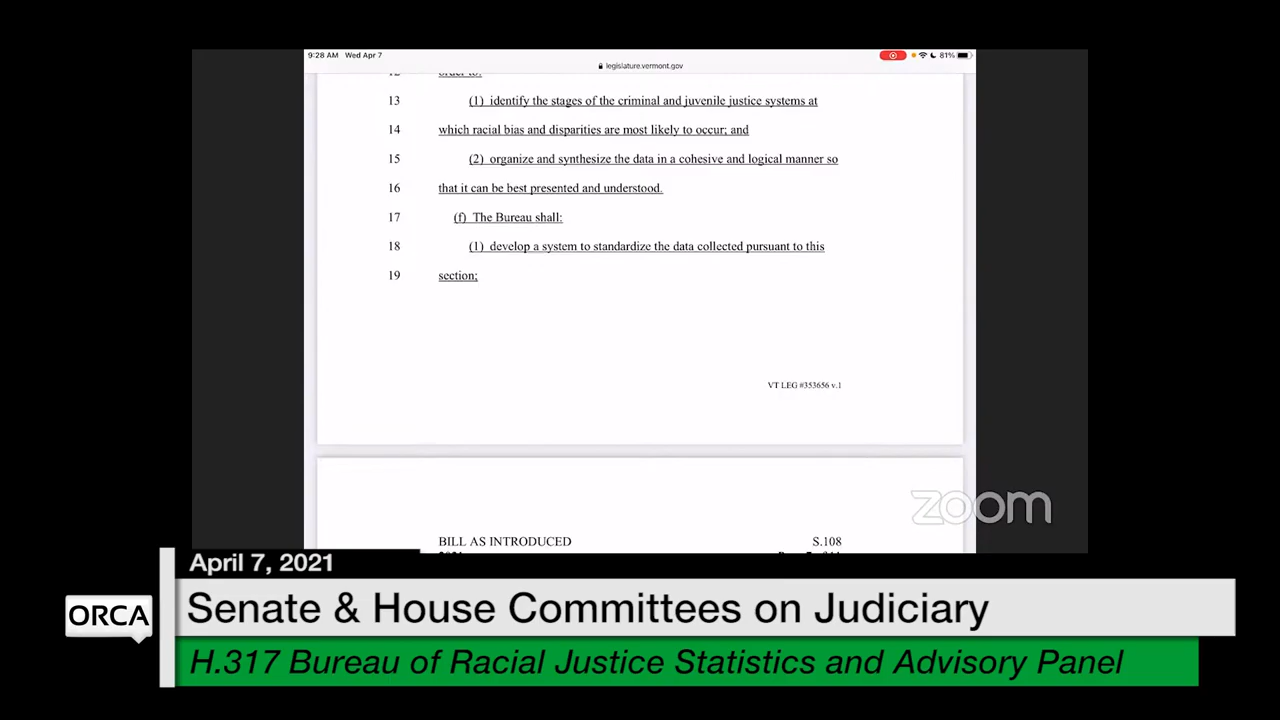 9:28 AM Wed Apr 7
81%
legislature.vermont.gov
12 order to:
13 (1) identify the stages of the criminal and juvenile justice systems at
14 which racial bias and disparities are most likely to occur; and
15 (2) organize and synthesize the data in a cohesive and logical manner so
16 that it can be best presented and understood.
17 (f) The Bureau shall:
18 (1) develop a system to standardize the data collected pursuant to this
19 section;
VT LEG #353656 v.1
zoom
BILL AS INTRODUCED S.108
April 7, 2021
ORCA
Senate & House Committees on Judiciary
H.317 Bureau of Racial Justice Statistics and Advisory Panel